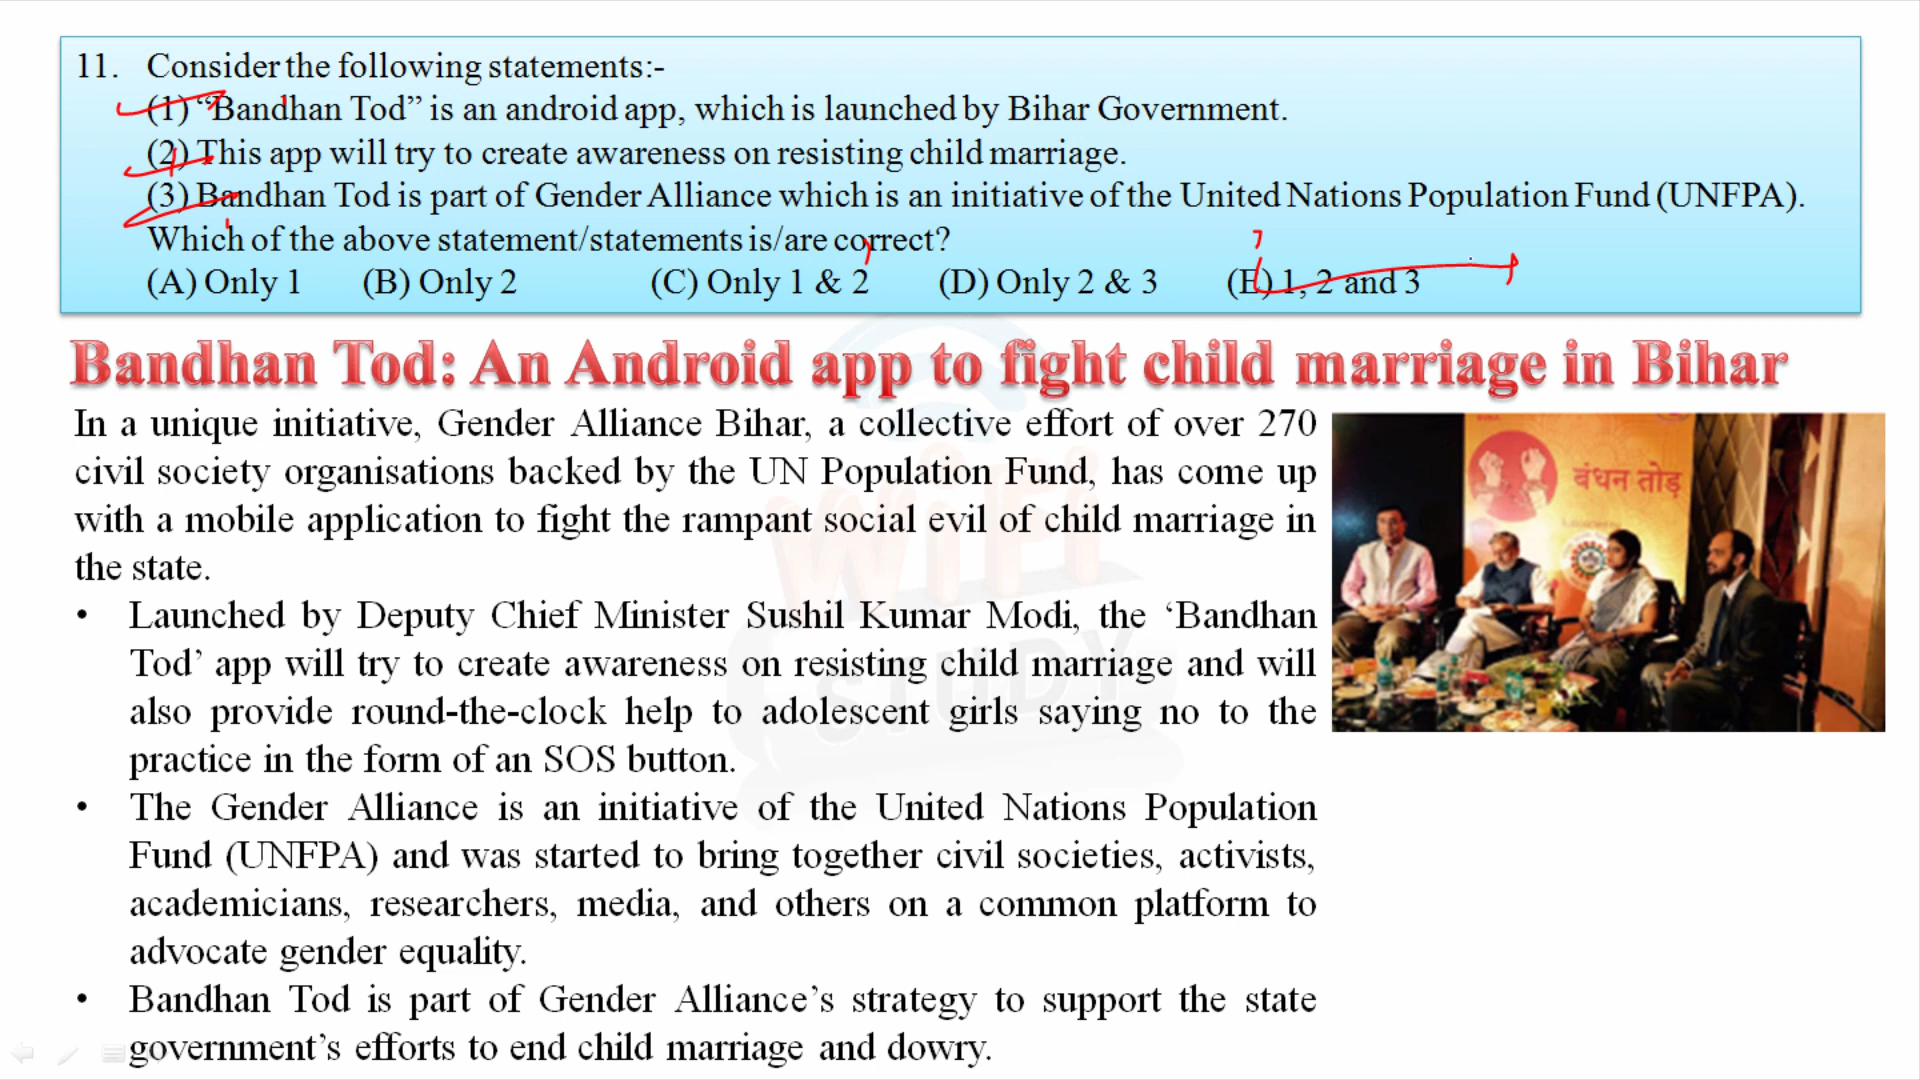 11. Consider the following statements:-
(1) “Bandhan Tod” is an android app, which is launched by Bihar Government.
(2) This app will try to create awareness on resisting child marriage.
(3) Bandhan Tod is part of Gender Alliance which is an initiative of the United Nations Population Fund (UNFPA).
Which of the above statement/statements is/are correct?
(A) Only 1 (B) Only 2 (C) Only 1 & 2 (D) Only 2 & 3 (E) 1, 2 and 3
Bandhan Tod: An Android app to fight child marriage in Bihar
In a unique initiative, Gender Alliance Bihar, a collective effort of over 270
civil society organisations backed by the UN Population Fund, has come up
with a mobile application to fight the rampant social evil of child marriage in
the state.
• Launched by Deputy Chief Minister Sushil Kumar Modi, the ‘Bandhan
Tod’ app will try to create awareness on resisting child marriage and will
also provide round-the-clock help to adolescent girls saying no to the
practice in the form of an SOS button.
• The Gender Alliance is an initiative of the United Nations Population
Fund (UNFPA) and was started to bring together civil societies, activists,
academicians, researchers, media, and others on a common platform to
advocate gender equality.
• Bandhan Tod is part of Gender Alliance’s strategy to support the state
government’s efforts to end child marriage and dowry.
बंधन तोड़
WiFi
STUDY